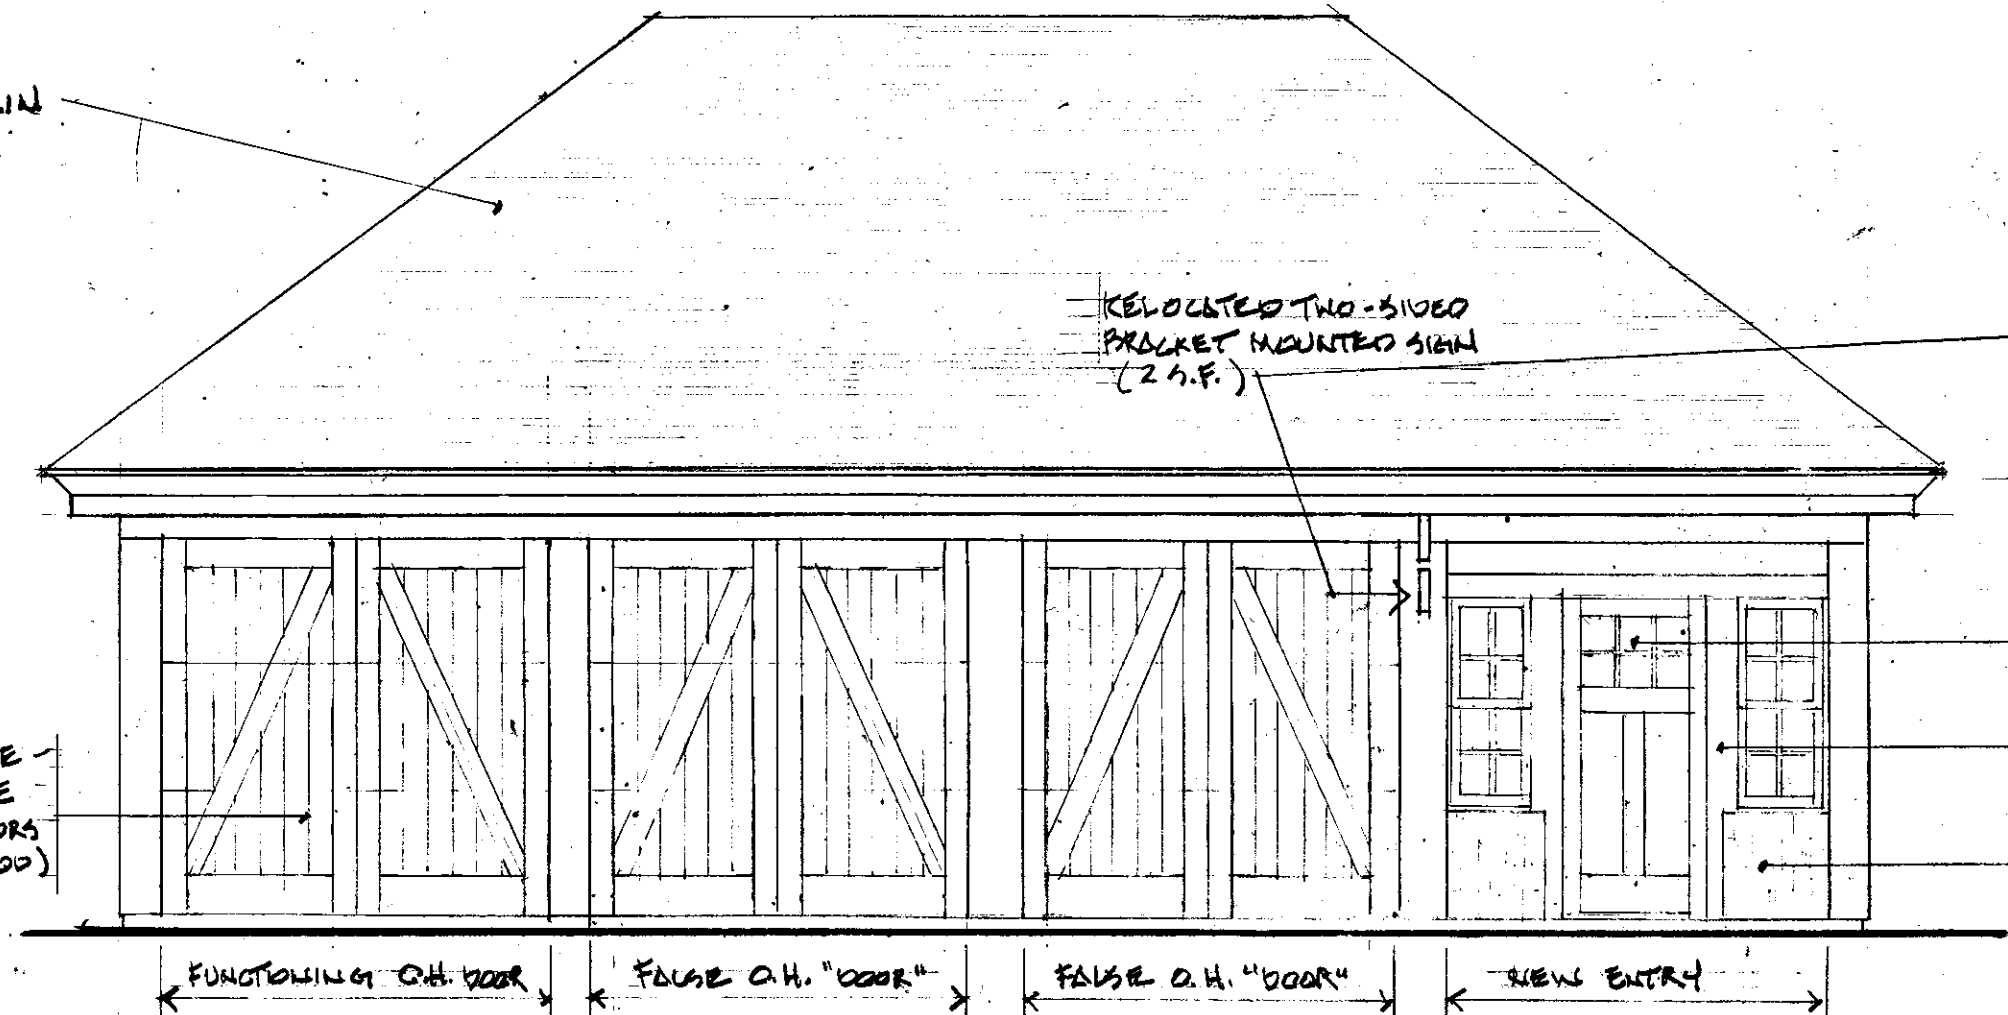 RELOCATED TWO-SIDED
BRACKET MOUNTED SIGN
(2 S.F.)
FUNCTIONING O.H. DOOR
FALSE O.H. "DOOR"
FALSE O.H. "DOOR"
NEW ENTRY